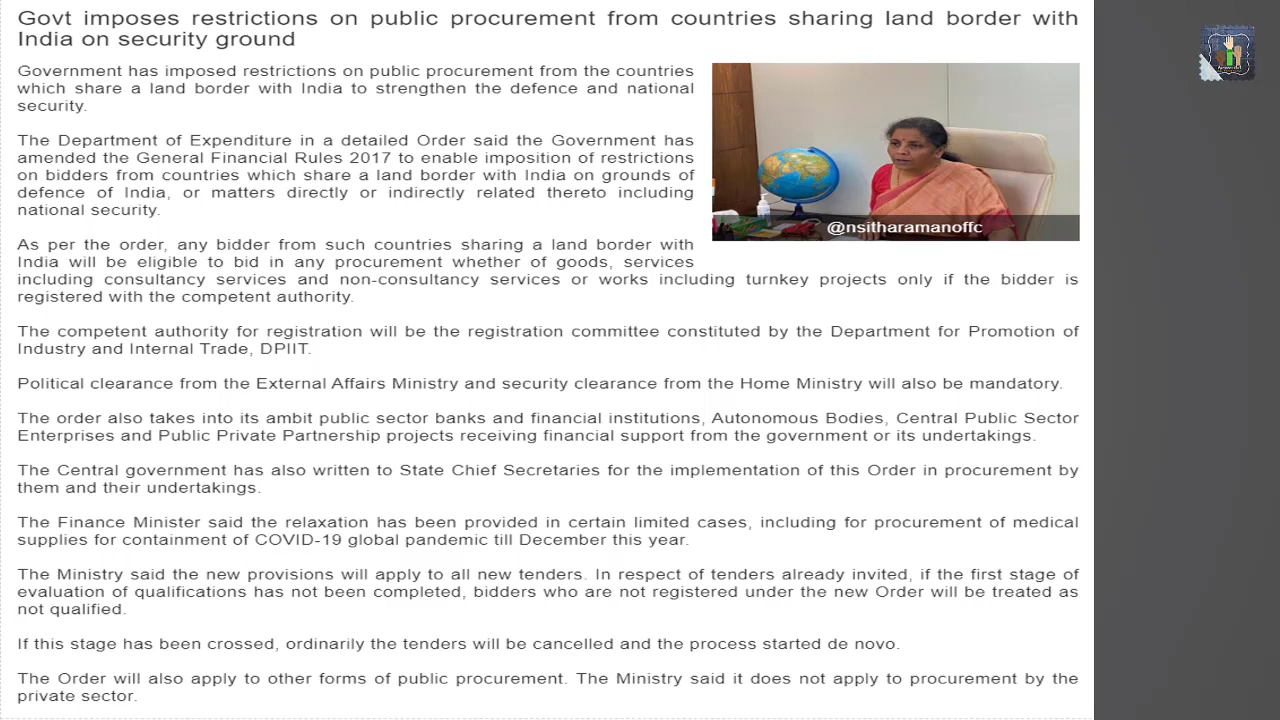 Govt imposes restrictions on public procurement from countries sharing land border with
India on security ground
Government has imposed restrictions on public procurement from the countries
which share a land border with India to strengthen the defence and national
security.
The Department of Expenditure in a detailed Order said the Government has
amended the General Financial Rules 2017 to enable imposition of restrictions
on bidders from countries which share a land border with India on grounds of
defence of India, or matters directly or indirectly related thereto including
national security.
@nsitharamanoffc
As per the order, any bidder from such countries sharing a land border with
India will be eligible to bid in any procurement whether of goods, services
including consultancy services and non-consultancy services or works including turnkey projects only if the bidder is
registered with the competent authority.
The competent authority for registration will be the registration committee constituted by the Department for Promotion of
Industry and Internal Trade, DPIIT.
Political clearance from the External Affairs Ministry and security clearance from the Home Ministry will also be mandatory.
The order also takes into its ambit public sector banks and financial institutions, Autonomous Bodies, Central Public Sector
Enterprises and Public Private Partnership projects receiving financial support from the government or its undertakings.
The Central government has also written to State Chief Secretaries for the implementation of this Order in procurement by
them and their undertakings.
The Finance Minister said the relaxation has been provided in certain limited cases, including for procurement of medical
supplies for containment of COVID-19 global pandemic till December this year.
The Ministry said the new provisions will apply to all new tenders. In respect of tenders already invited, if the first stage of
evaluation of qualifications has not been completed, bidders who are not registered under the new Order will be treated as
not qualified.
If this stage has been crossed, ordinarily the tenders will be cancelled and the process started de novo.
The Order will also apply to other forms of public procurement. The Ministry said it does not apply to procurement by the
private sector.